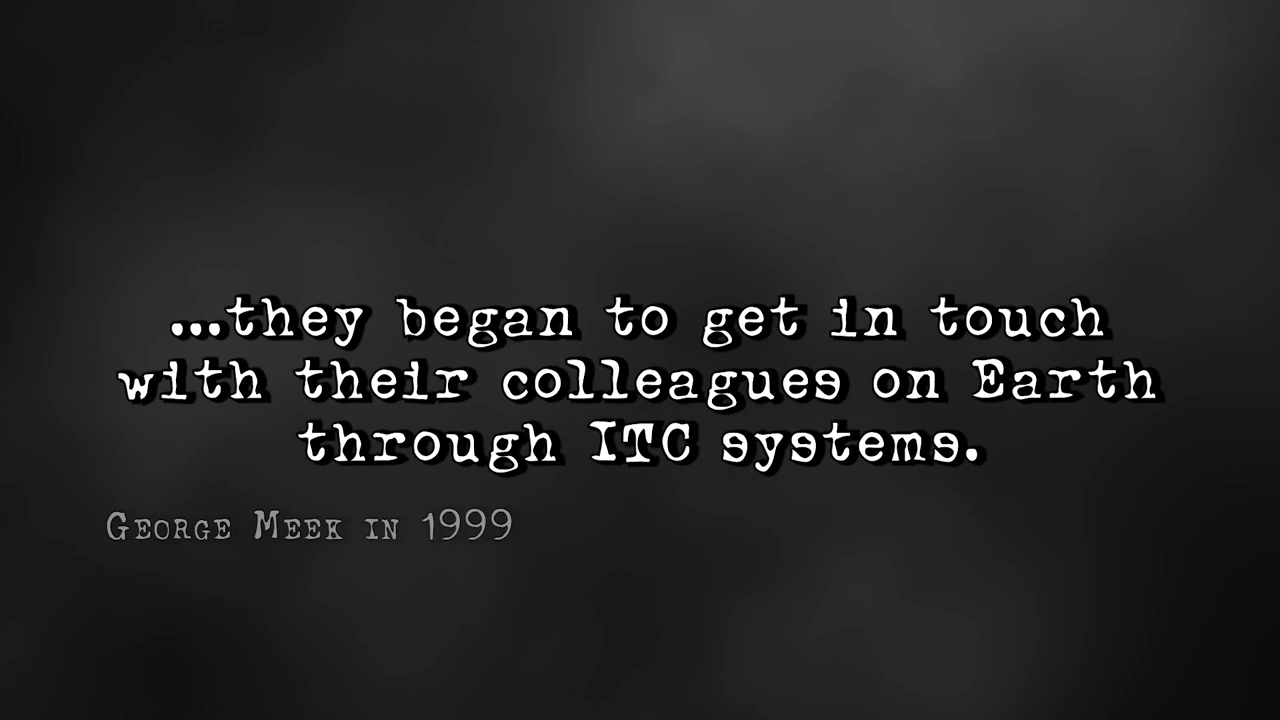 ...they began to get in touch
with their colleagues on Earth
through ITC systems.
George Meek in 1999